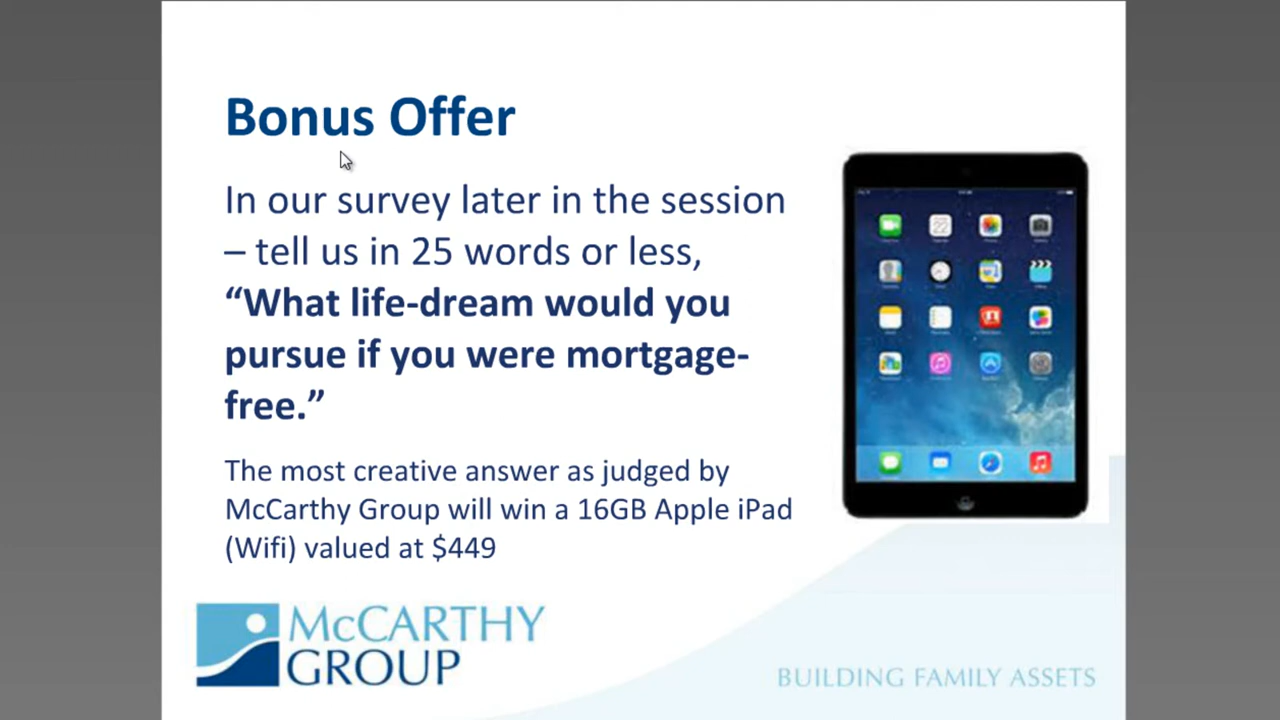 Bonus Offer
In our survey later in the session
– tell us in 25 words or less,
“What life-dream would you
pursue if you were mortgage-
free.”
The most creative answer as judged by
McCarthy Group will win a 16GB Apple iPad
(Wifi) valued at $449
McCARTHY
GROUP
BUILDING FAMILY ASSETS